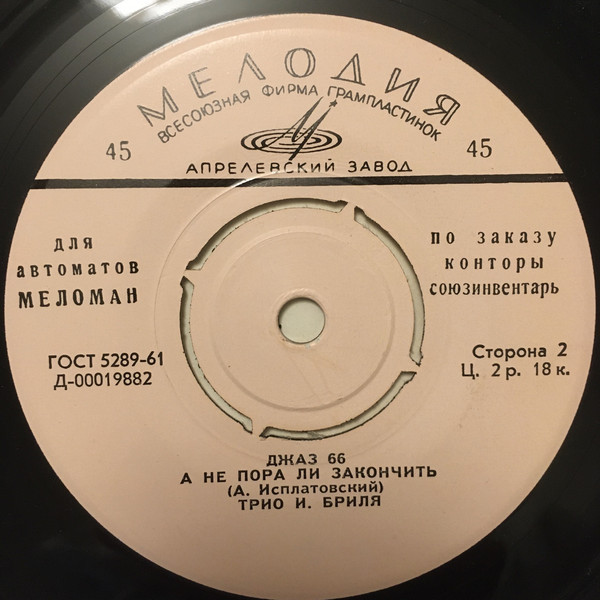 МЕЛОДИЯ
ВСЕСОЮЗНАЯ ФИРМА ГРАМПЛАСТИНОК
45
45
АПРЕЛЕВСКИЙ ЗАВОД
для
автоматов
МЕЛОМАН
по заказу
конторы
союзинвентарь
ГОСТ 5289-61
Д-00019882
Сторона 2
Ц. 2 р. 18 к.
ДЖАЗ 66
А НЕ ПОРА ЛИ ЗАКОНЧИТЬ
(А. Исплатовский)
ТРИО И. БРИЛЯ